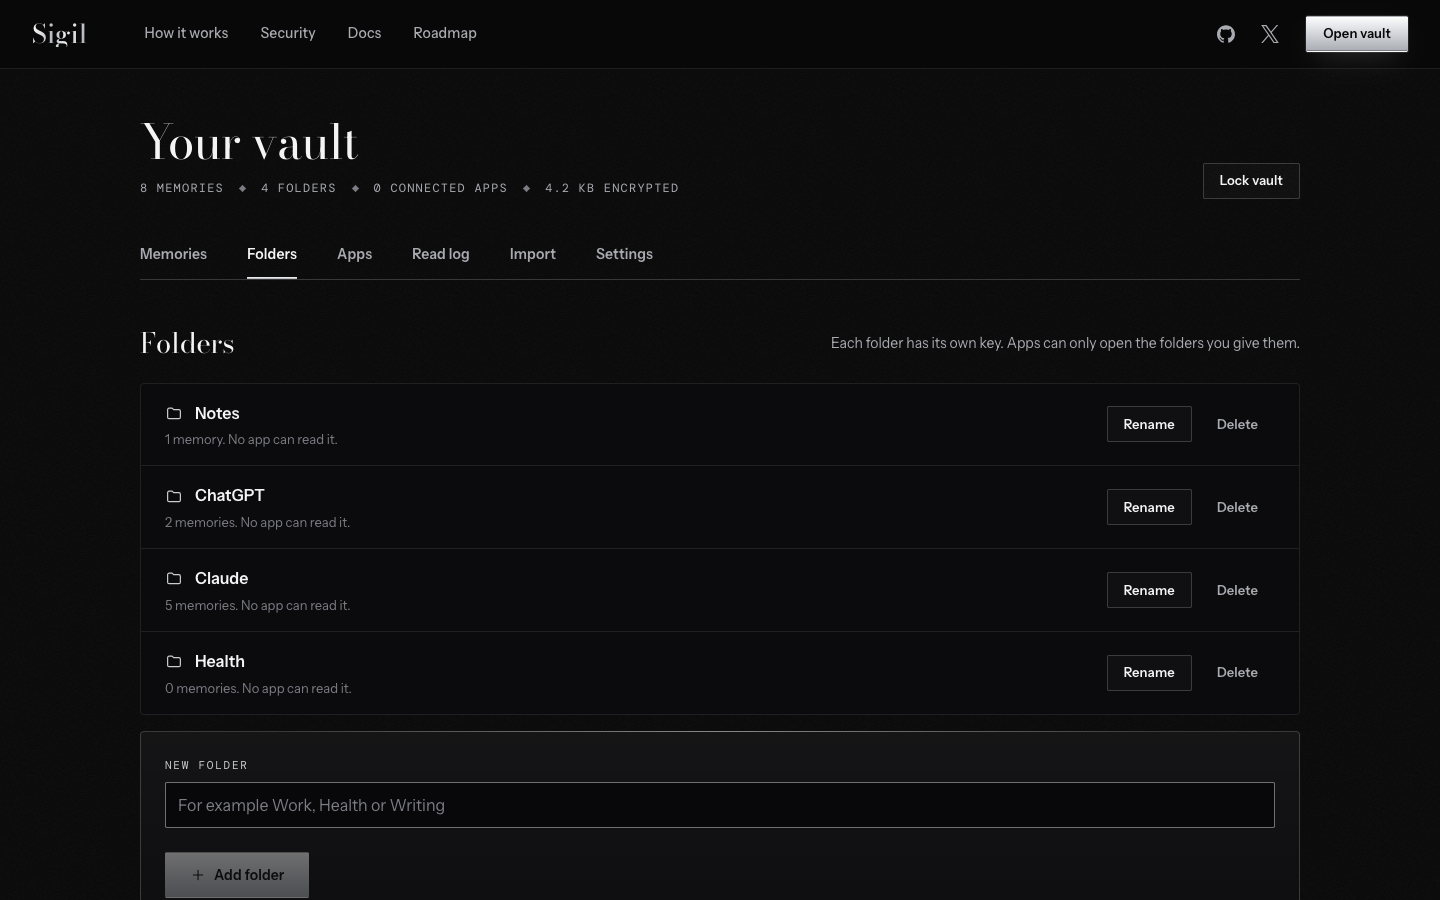 Sigil
How it works
Security
Docs
Roadmap
Open vault
Your vault
8 MEMORIES ◆ 4 FOLDERS ◆ 0 CONNECTED APPS ◆ 4.2 KB ENCRYPTED
Lock vault
Memories
Folders
Apps
Read log
Import
Settings
Folders
Each folder has its own key. Apps can only open the folders you give them.
Notes
1 memory. No app can read it.
Rename
Delete
ChatGPT
2 memories. No app can read it.
Rename
Delete
Claude
5 memories. No app can read it.
Rename
Delete
Health
0 memories. No app can read it.
Rename
Delete
NEW FOLDER
For example Work, Health or Writing
+ Add folder